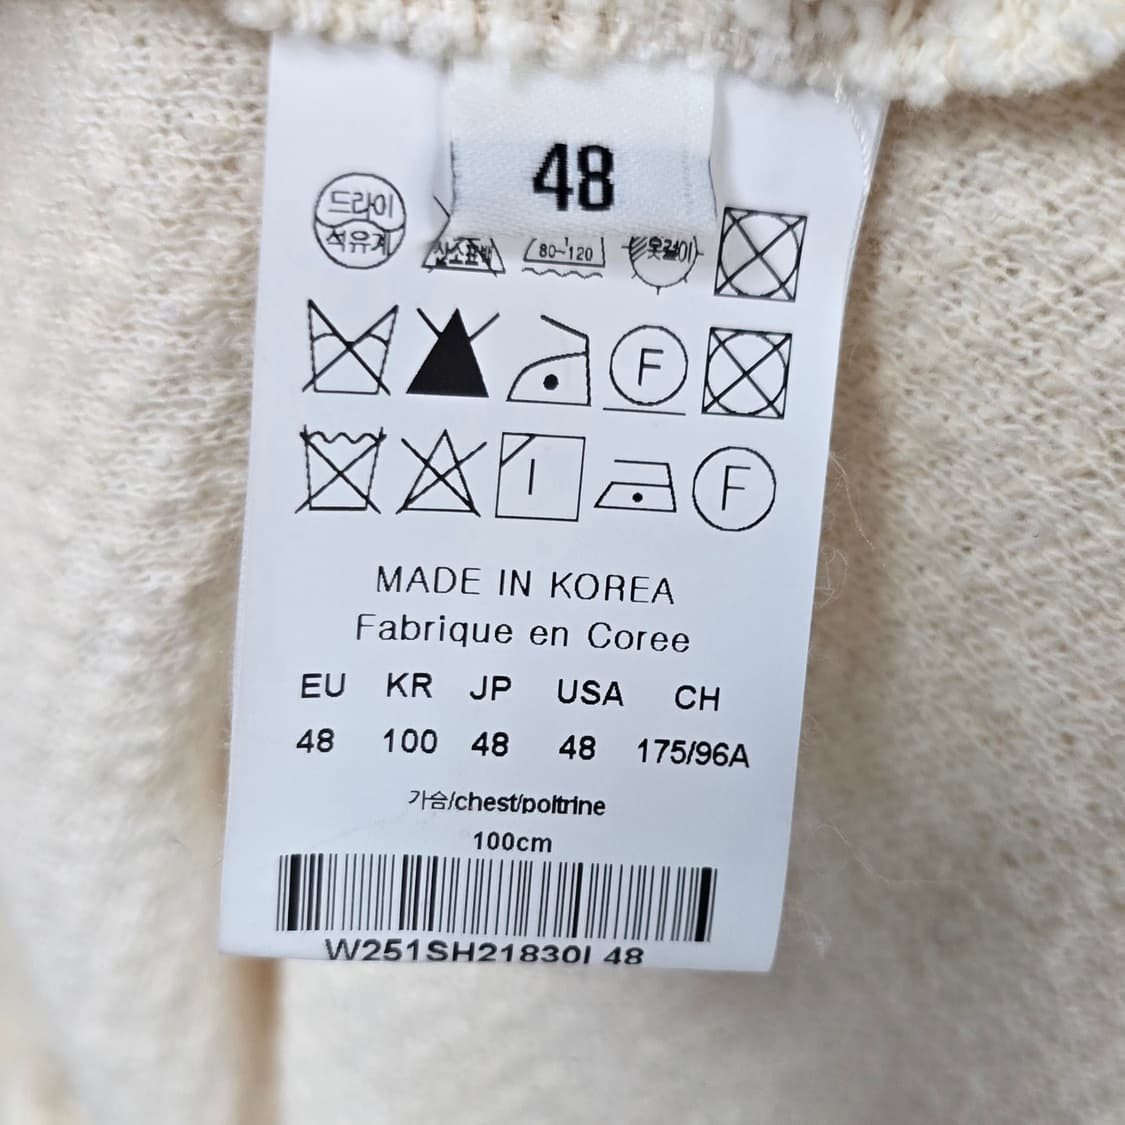 48
드라이
석유계
산소표백
80~120
옷걸이
F
F
MADE IN KOREA
Fabrique en Coree
EU KR JP USA CH
48 100 48 48 175/96A
가슴/chest/poltrine
100cm
W251SH21830I 48